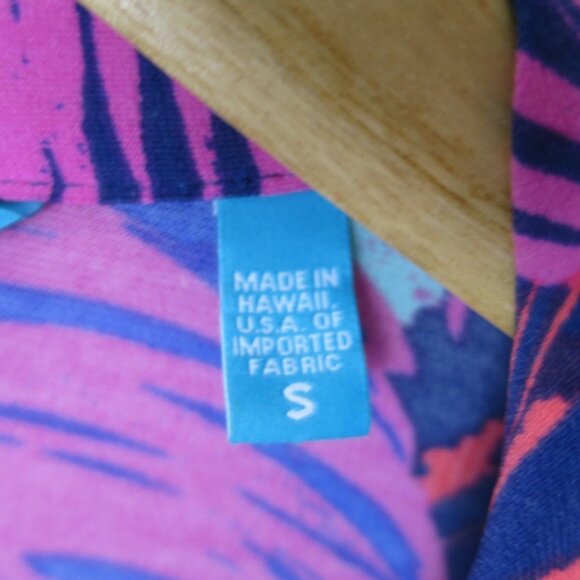 MADE IN
HAWAII,
U.S.A. OF
IMPORTED
FABRIC
S